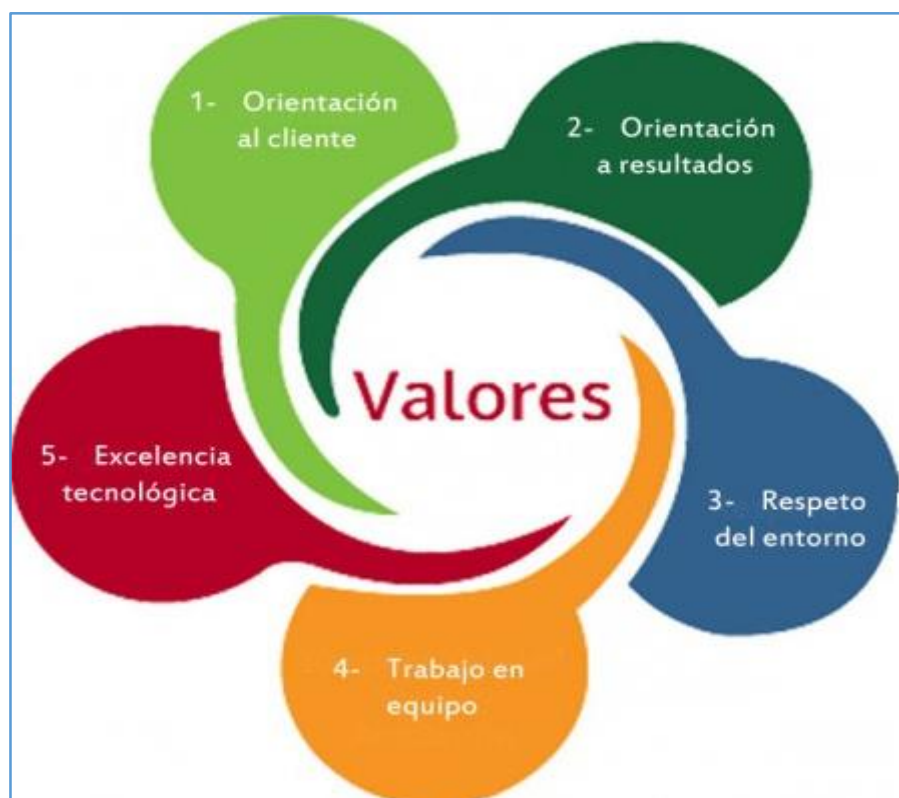 1- Orientación
al cliente
2- Orientación
a resultados
Valores
3- Respeto
del entorno
4- Trabajo en
equipo
5- Excelencia
tecnológica